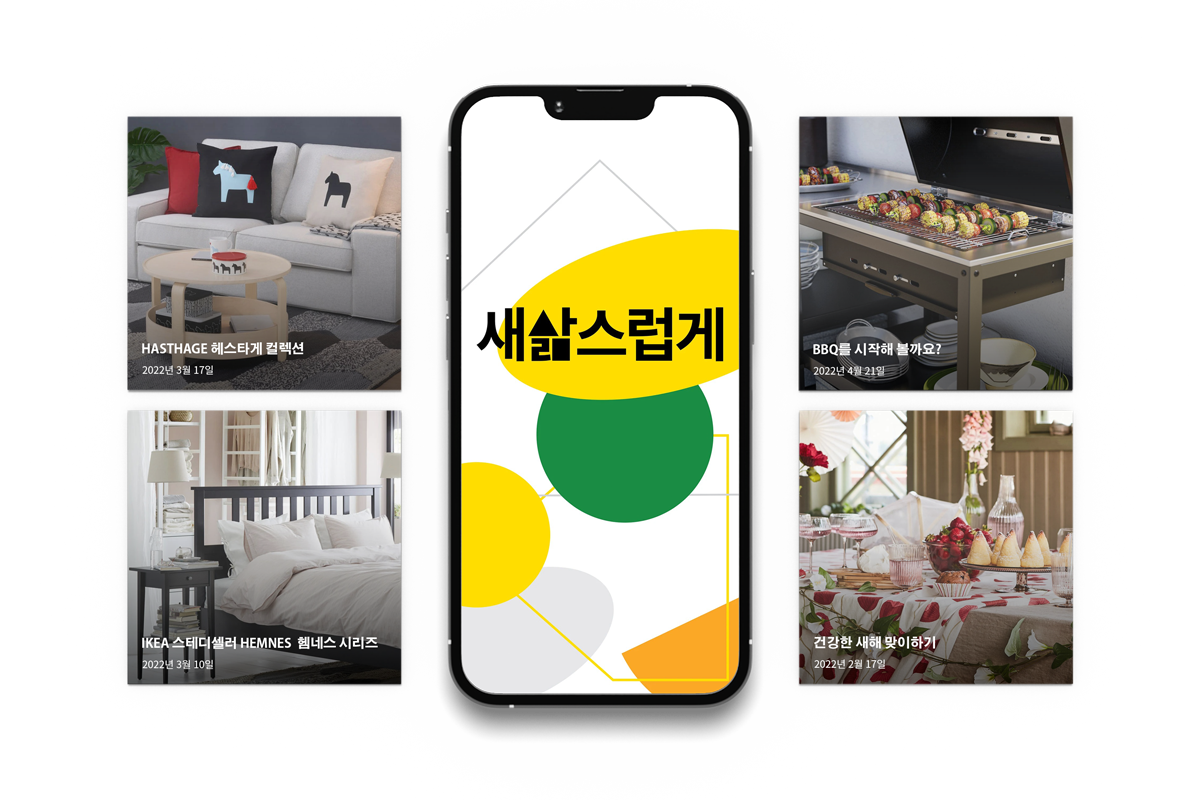 HASTHAGE 헤스타게 컬렉션
2022년 3월 17일
IKEA 스테디셀러 HEMNES 헴네스 시리즈
2022년 3월 10일
새삶스럽게
BBQ를 시작해 볼까요?
2022년 4월 21일
건강한 새해 맞이하기
2022년 2월 17일